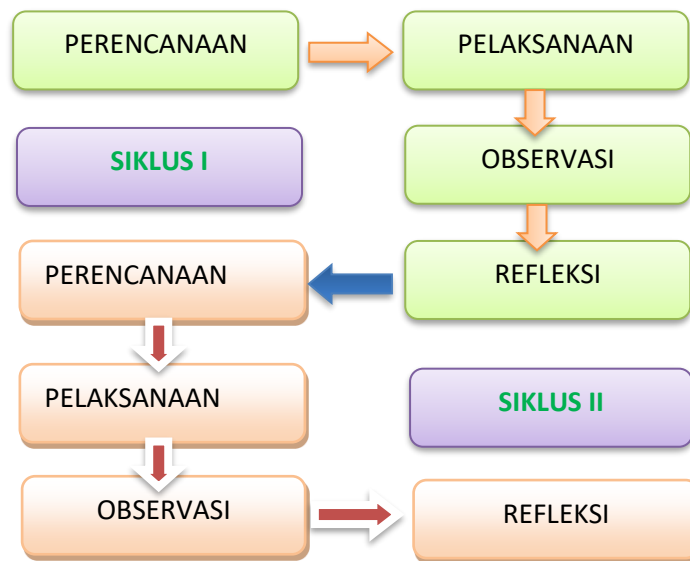 PERENCANAAN
PELAKSANAAN
SIKLUS I
OBSERVASI
PERENCANAAN
REFLEKSI
PELAKSANAAN
SIKLUS II
OBSERVASI
REFLEKSI